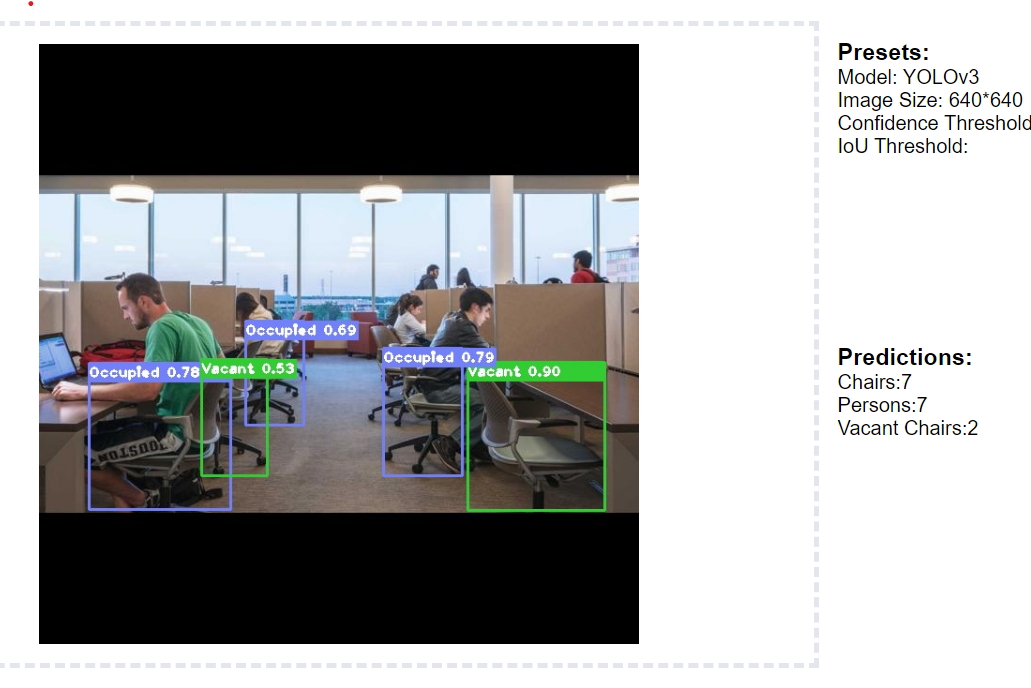 Presets:
Model: YOLOv3
Image Size: 640*640
Confidence Threshold
IoU Threshold:
Occupied 0.69
Occupied 0.79
Occupied 0.78
Vacant 0.53
Vacant 0.90
HOUSTON
Predictions:
Chairs:7
Persons:7
Vacant Chairs:2